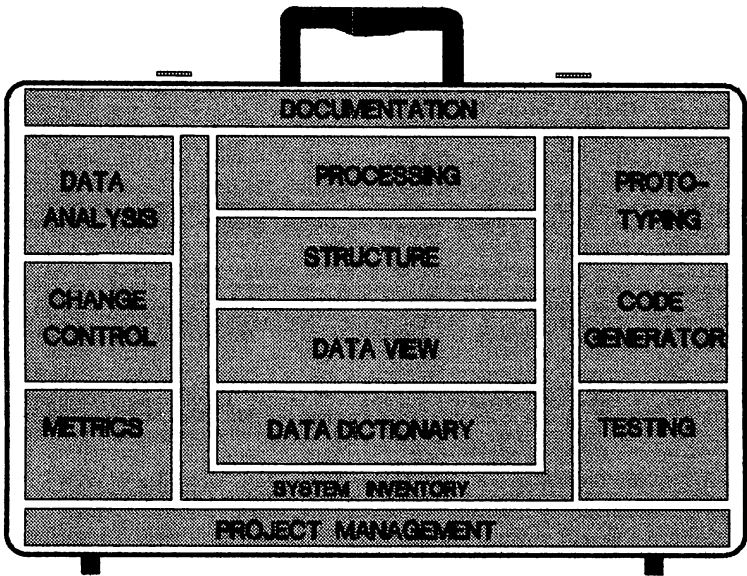 DOCUMENTATION
DATA
ANALYSIS
CHANGE
CONTROL
METRICS
PROCESSING
STRUCTURE
DATA VIEW
DATA DICTIONARY
SYSTEM INVENTORY
PROTO-
TYPING
CODE
GENERATOR
TESTING
PROJECT MANAGEMENT